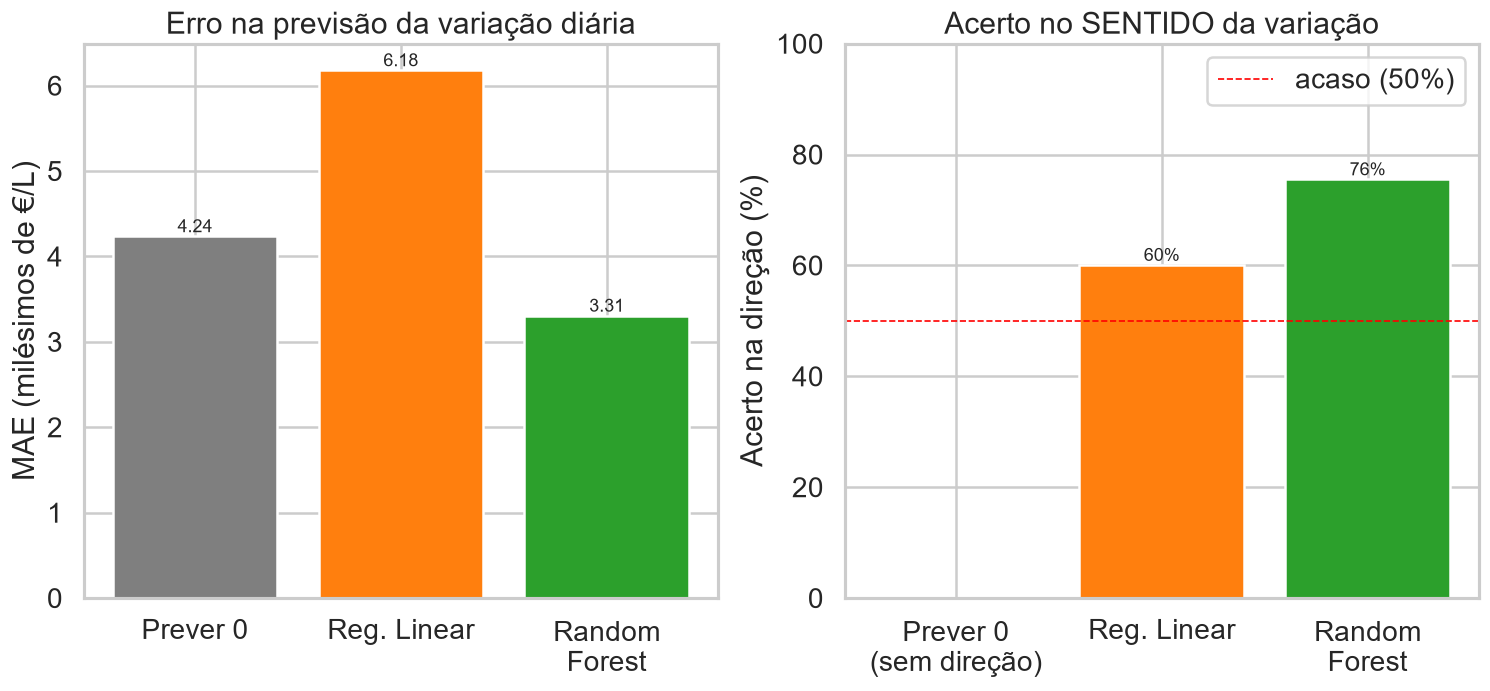 Erro na previsão da variação diária
MAE (milésimos de €/L)
6
5
4
3
2
1
0
4.24
6.18
3.31
Prever 0
Reg. Linear
Random
Forest
Acerto no SENTIDO da variação
Acerto na direção (%)
100
80
60
40
20
0
acaso (50%)
60%
76%
Prever 0
(sem direção)
Reg. Linear
Random
Forest